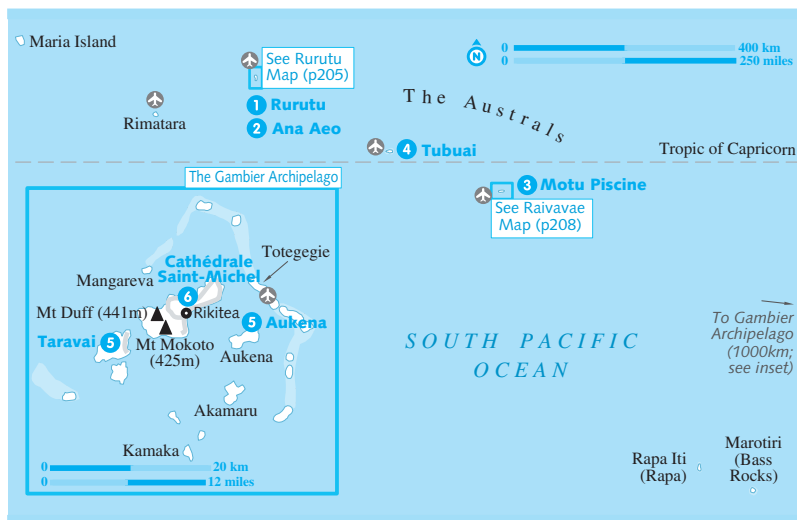 Maria Island
See Rurutu
Map (p205)
1 Rurutu
2 Ana Aeo
Rimatara
The Australs
N
0 400 km
0 250 miles
4 Tubuai
Tropic of Capricorn
3 Motu Piscine
See Raivavae
Map (p208)
The Gambier Archipelago
Totegegie
Cathédrale
Saint-Michel
Mangareva
6
Mt Duff (441m)
Rikitea
5 Aukena
Taravai 5
Mt Mokoto
(425m)
Aukena
Akamaru
Kamaka
0 20 km
0 12 miles
SOUTH PACIFIC
OCEAN
To Gambier
Archipelago
(1000km;
see inset)
Rapa Iti
(Rapa)
Marotiri
(Bass
Rocks)